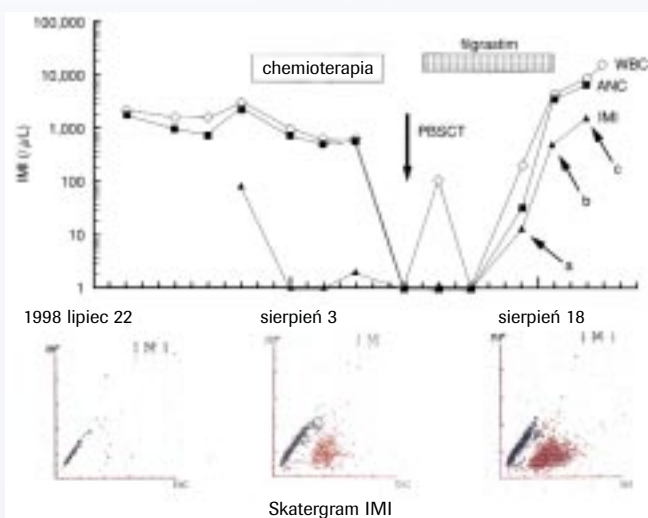 100,000
10,000
1,000
100
10
1
IMI (/μL)
chemioterapia
filgrastim
PBSCT
WBC
ANC
IMI
a
b
c
1998 lipiec 22
sierpień 3
sierpień 18
IMI
IMI
Skatergram IMI